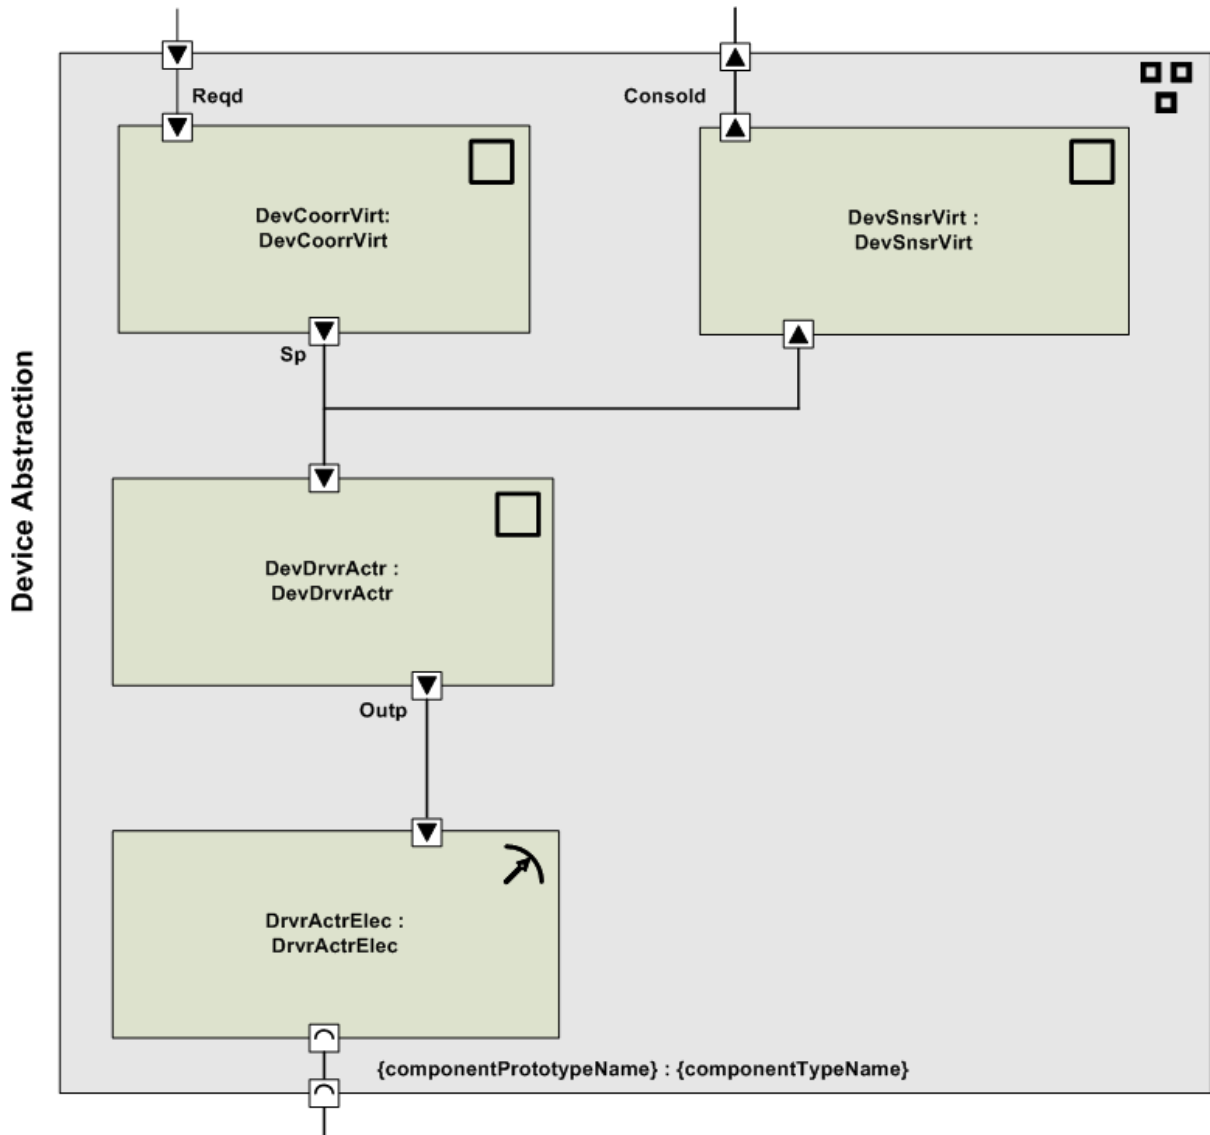 Reqd
Consold
DevCoorrVirt:
DevCoorrVirt
DevSnsrVirt :
DevSnsrVirt
Sp
Device Abstraction
DevDrvrActr :
DevDrvrActr
Outp
DrvrActrElec :
DrvrActrElec
{componentPrototypeName} : {componentTypeName}